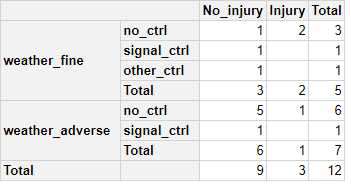 No_injury Injury Total
weather_fine no_ctrl 1 2 3
signal_ctrl 1 1
other_ctrl 1 1
Total 3 2 5
weather_adverse no_ctrl 5 1 6
signal_ctrl 1 1
Total 6 1 7
Total 9 3 12